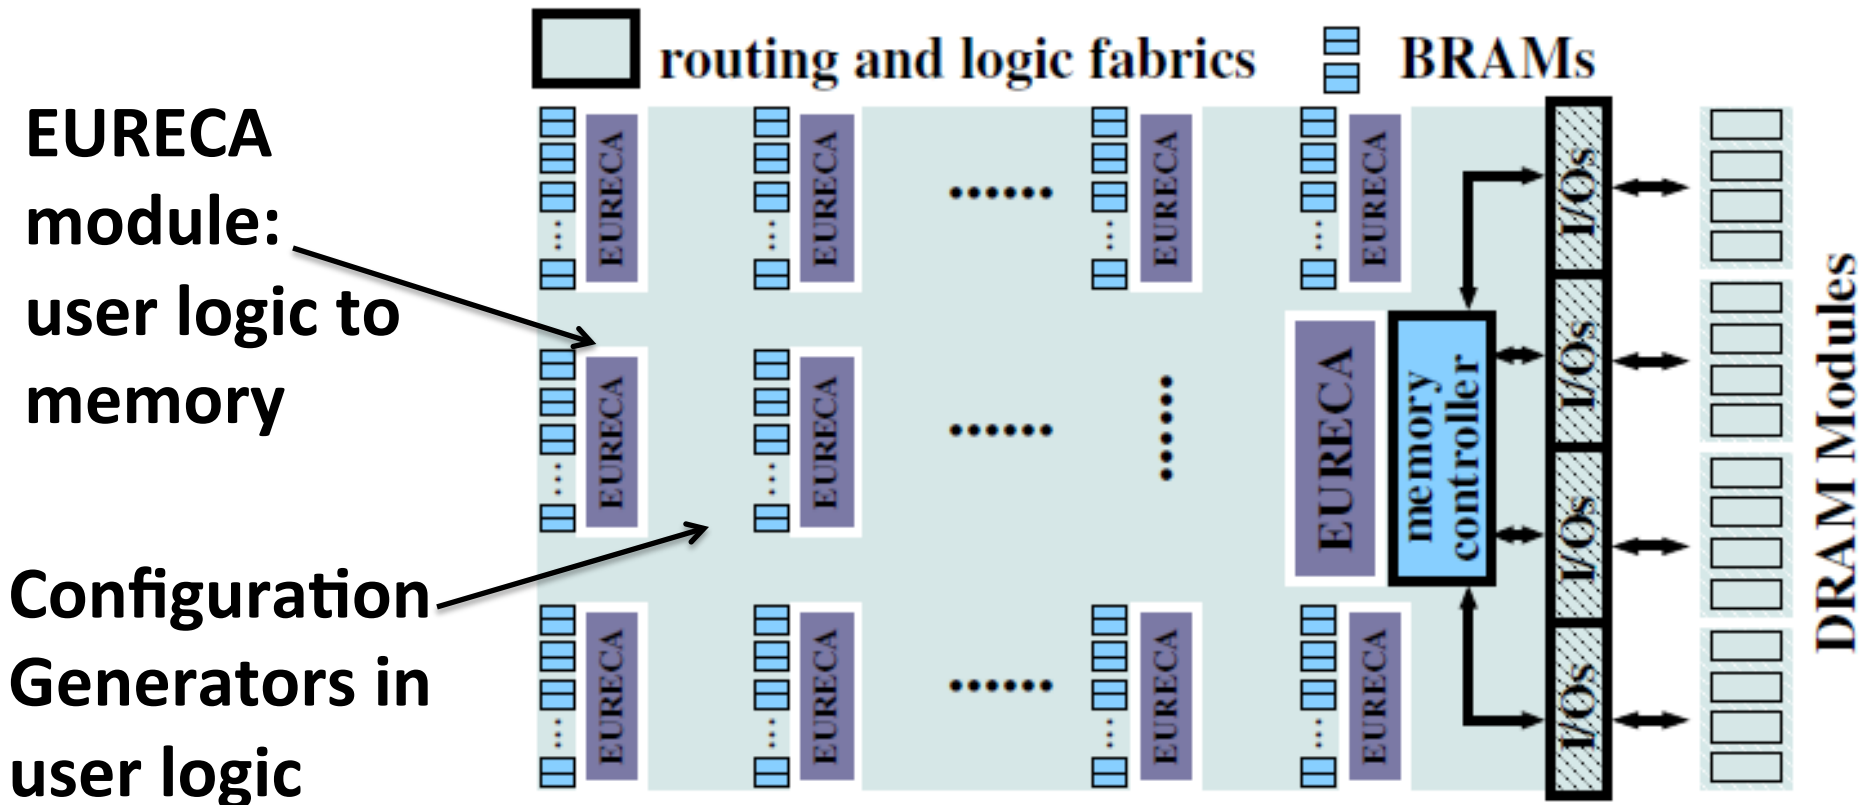 routing and logic fabrics
BRAMs
EURECA
module:
user logic to
memory
Configuration
Generators in
user logic
EURECA
EURECA
EURECA
EURECA
EURECA
EURECA
EURECA
memory
controller
EURECA
EURECA
EURECA
EURECA
I/Os
I/Os
I/Os
I/Os
DRAM Modules